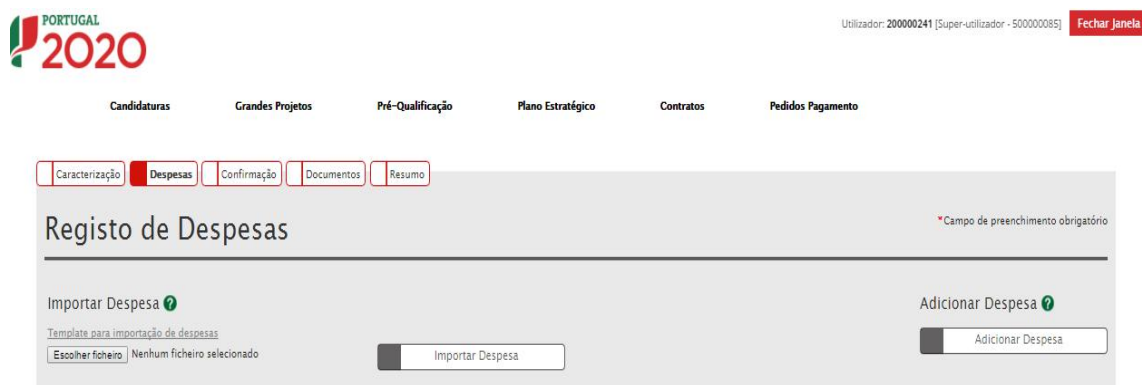 PORTUGAL
2020
Utilizador: 200000241 [Super-utilizador - 500000085]
Fechar Janela
Candidaturas Grandes Projetos Pré-Qualificação Plano Estratégico Contratos Pedidos Pagamento
Caracterização Despesas Confirmação Documentos Resumo
Registo de Despesas
*Campo de preenchimento obrigatório
Importar Despesa ?
Adicionar Despesa ?
Template para importação de despesas
Escolher ficheiro Nenhum ficheiro selecionado
Importar Despesa
Adicionar Despesa